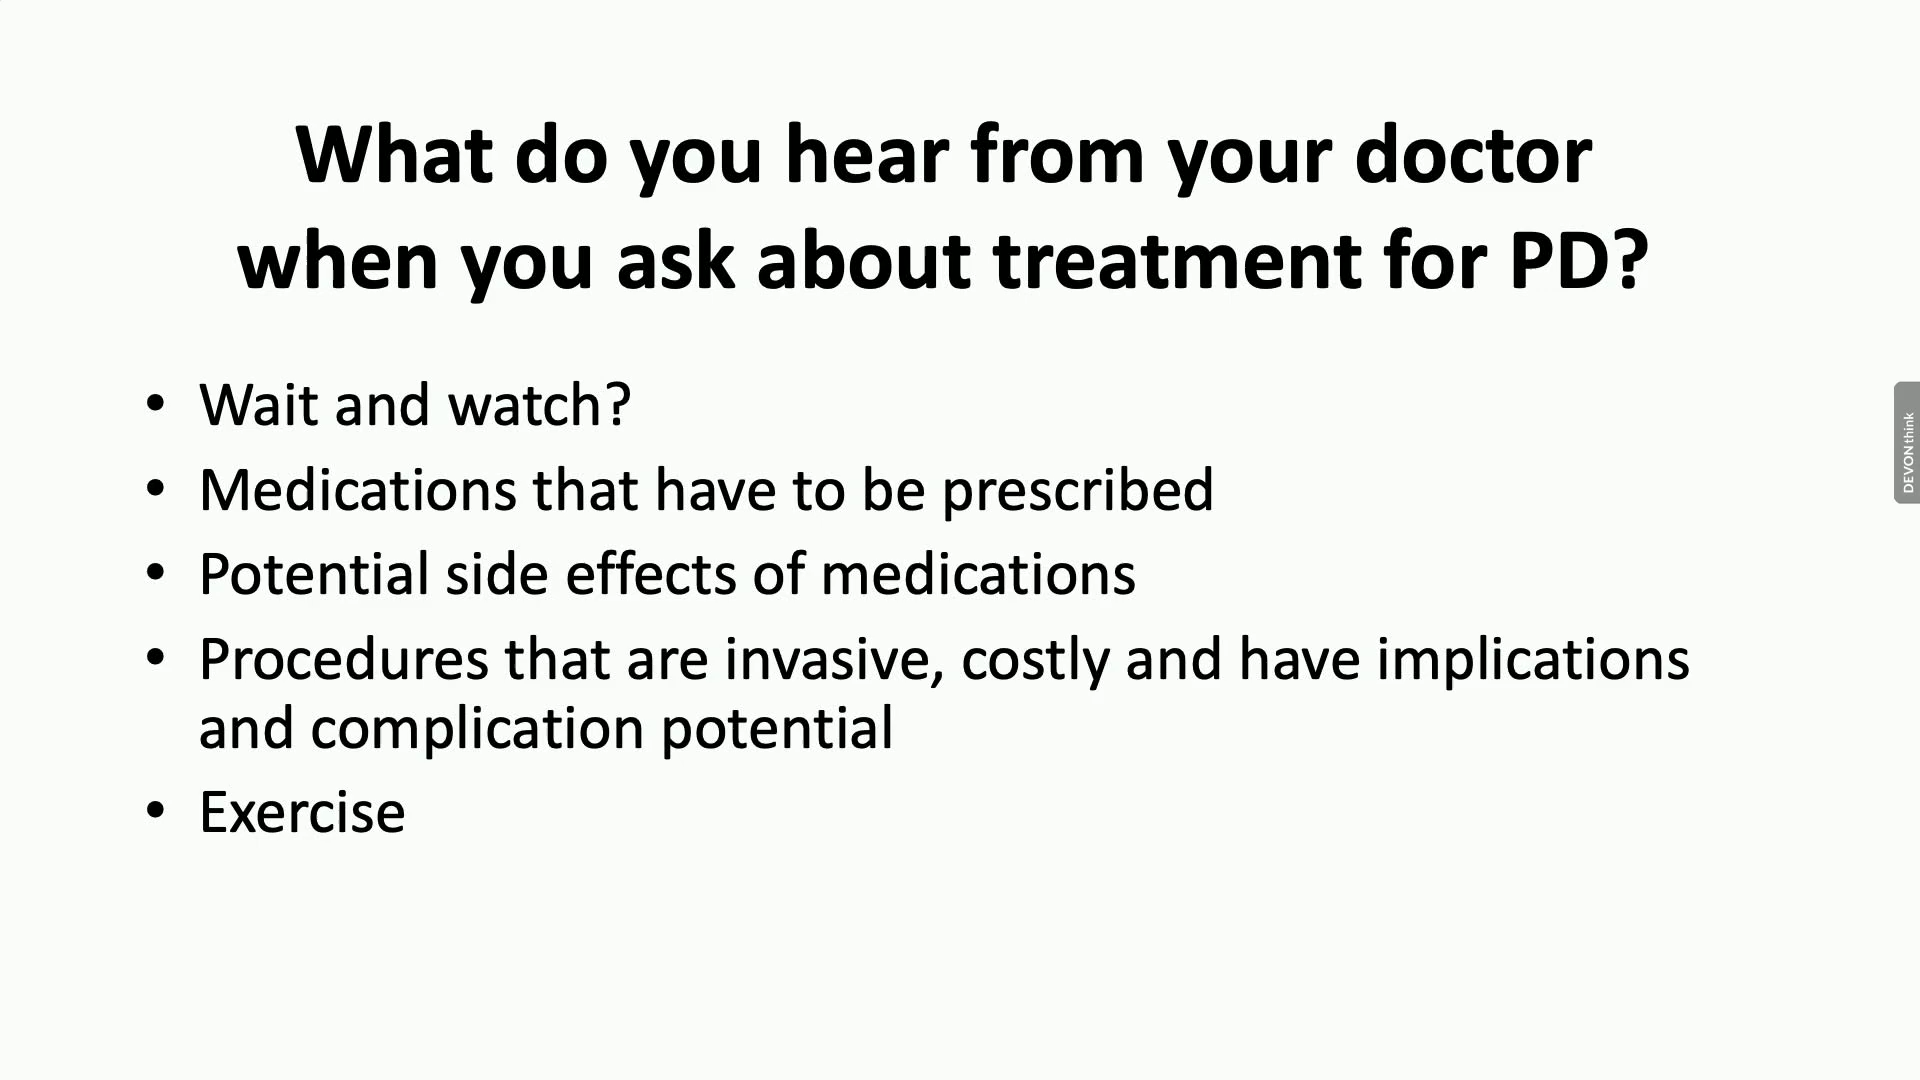 What do you hear from your doctor
when you ask about treatment for PD?
• Wait and watch?
• Medications that have to be prescribed
• Potential side effects of medications
• Procedures that are invasive, costly and have implications
and complication potential
• Exercise
DEVONthink